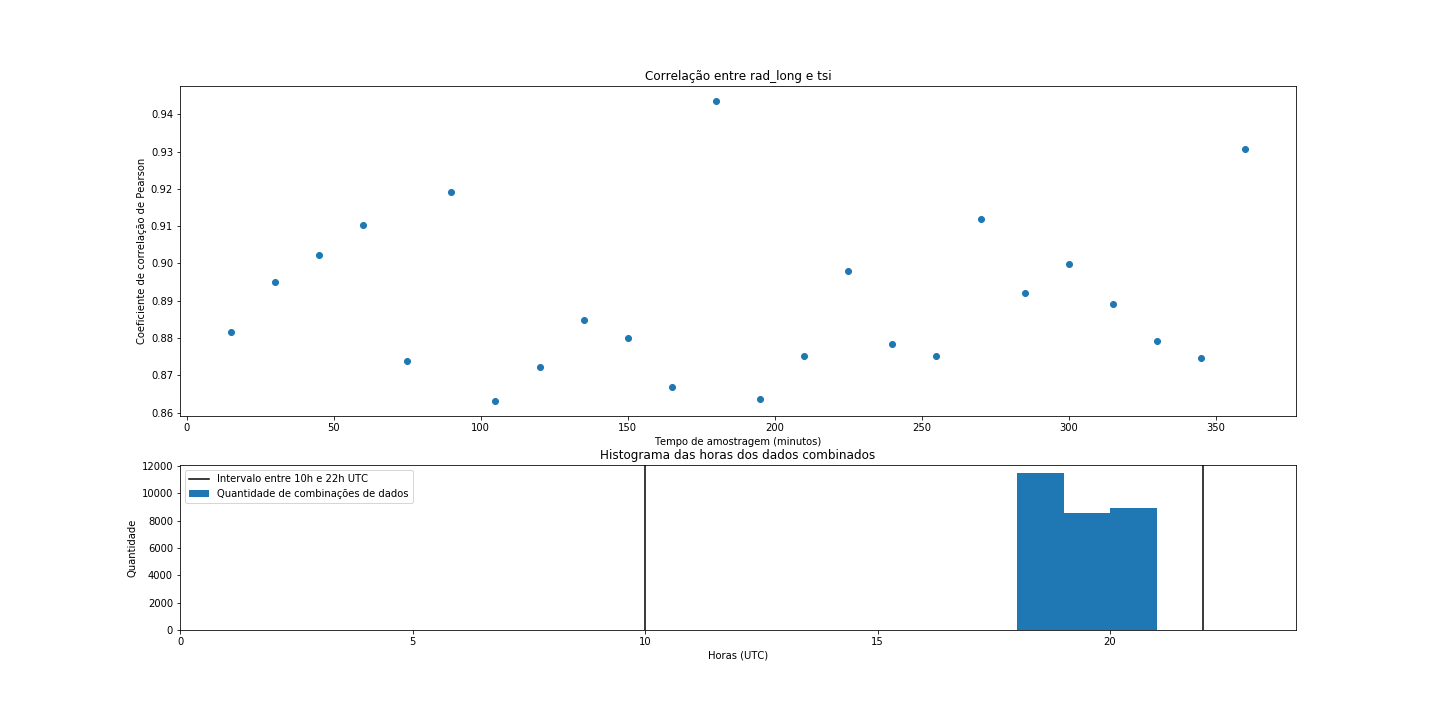 Correlação entre rad_long e tsi
Coeficiente de correlação de Pearson
0.94
0.93
0.92
0.91
0.90
0.89
0.88
0.87
0.86
0 50 100 150 200 250 300 350
Tempo de amostragem (minutos)
Histograma das horas dos dados combinados
Quantidade
12000
10000
8000
6000
4000
2000
0
Intervalo entre 10h e 22h UTC
Quantidade de combinações de dados
0 5 10 15 20
Horas (UTC)